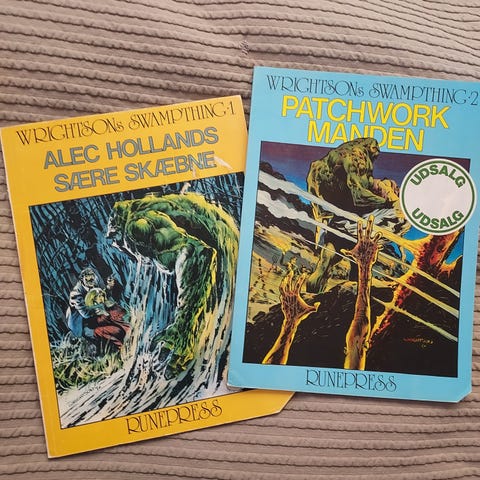 WRIGHTSONs SWAMPTHING·1
ALEC HOLLANDS
SÆRE SKÆBNE
RUNEPRESS
WRIGHTSONs SWAMPTHING·2
PATCHWORK
MANDEN
UDSALG
UDSALG
RUNEPRESS